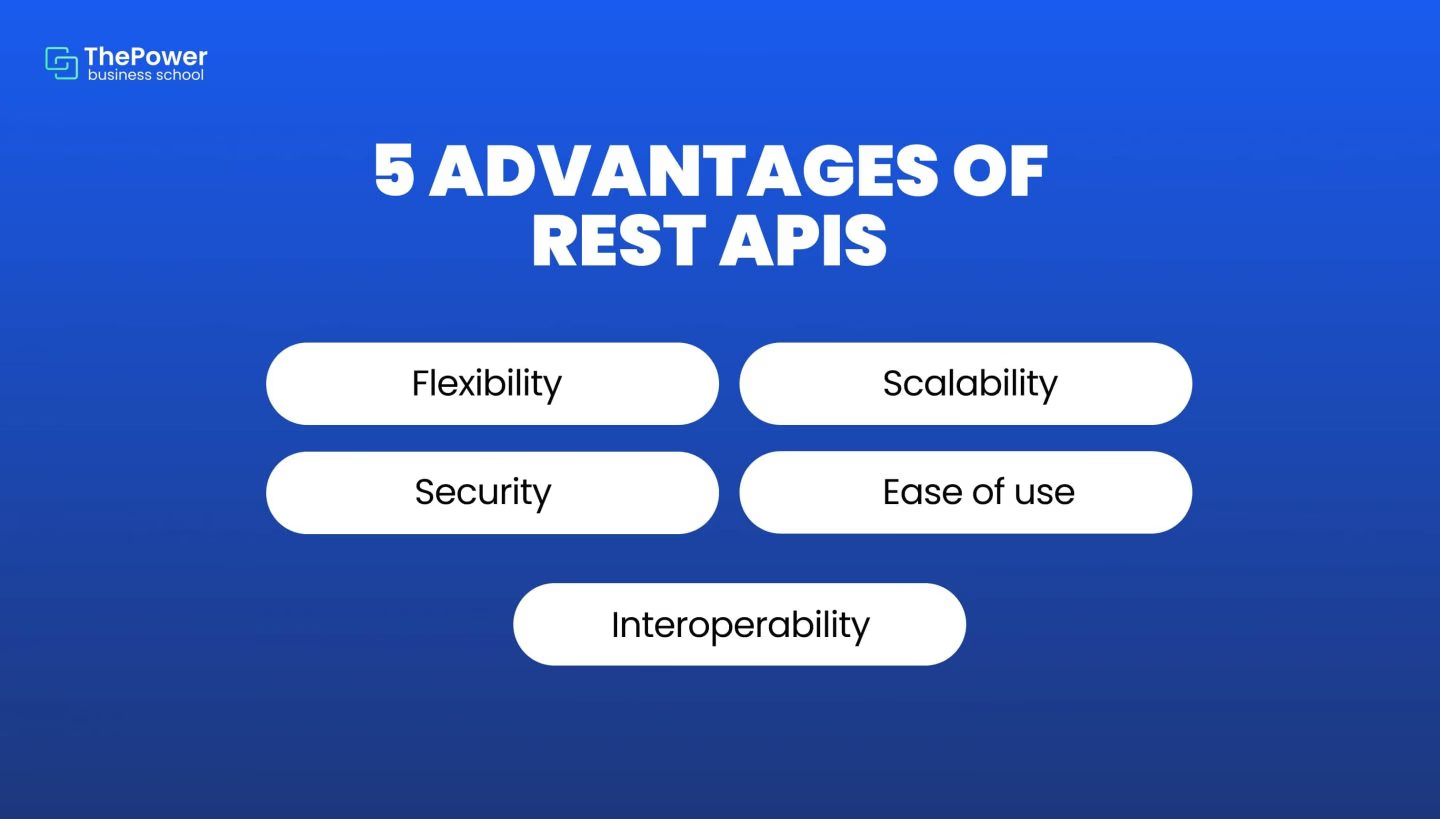 ThePower
business school
5 ADVANTAGES OF
REST APIS
Flexibility
Scalability
Security
Ease of use
Interoperability